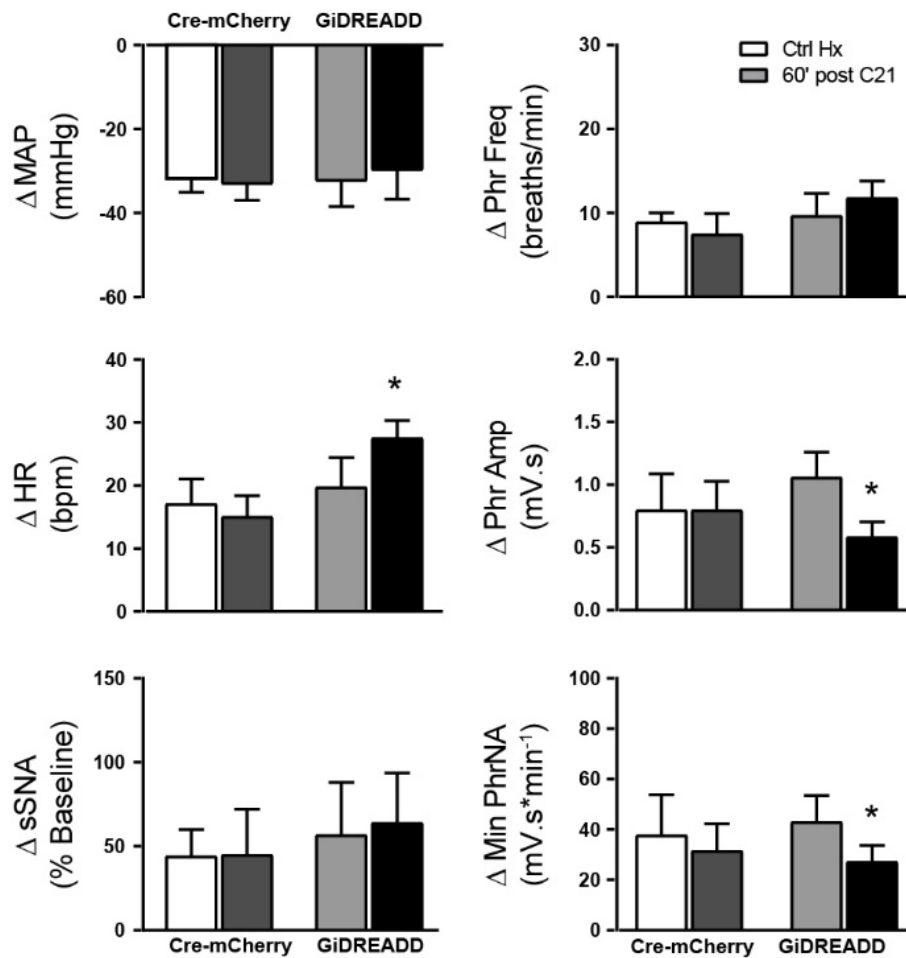 Cre-mCherry GiDREADD
0
-20
-40
-60
Δ MAP
(mmHg)
30
20
10
0
Δ Phr Freq
(breaths/min)
Ctrl Hx
60' post C21
40
30
20
10
0
Δ HR
(bpm)
*
2.0
1.5
1.0
0.5
0.0
Δ Phr Amp
(mV.s)
*
150
100
50
0
Δ sSNA
(% Baseline)
Cre-mCherry GiDREADD
100
80
60
40
20
0
Δ Min PhrNA
(mV.s*min⁻¹)
*
Cre-mCherry GiDREADD